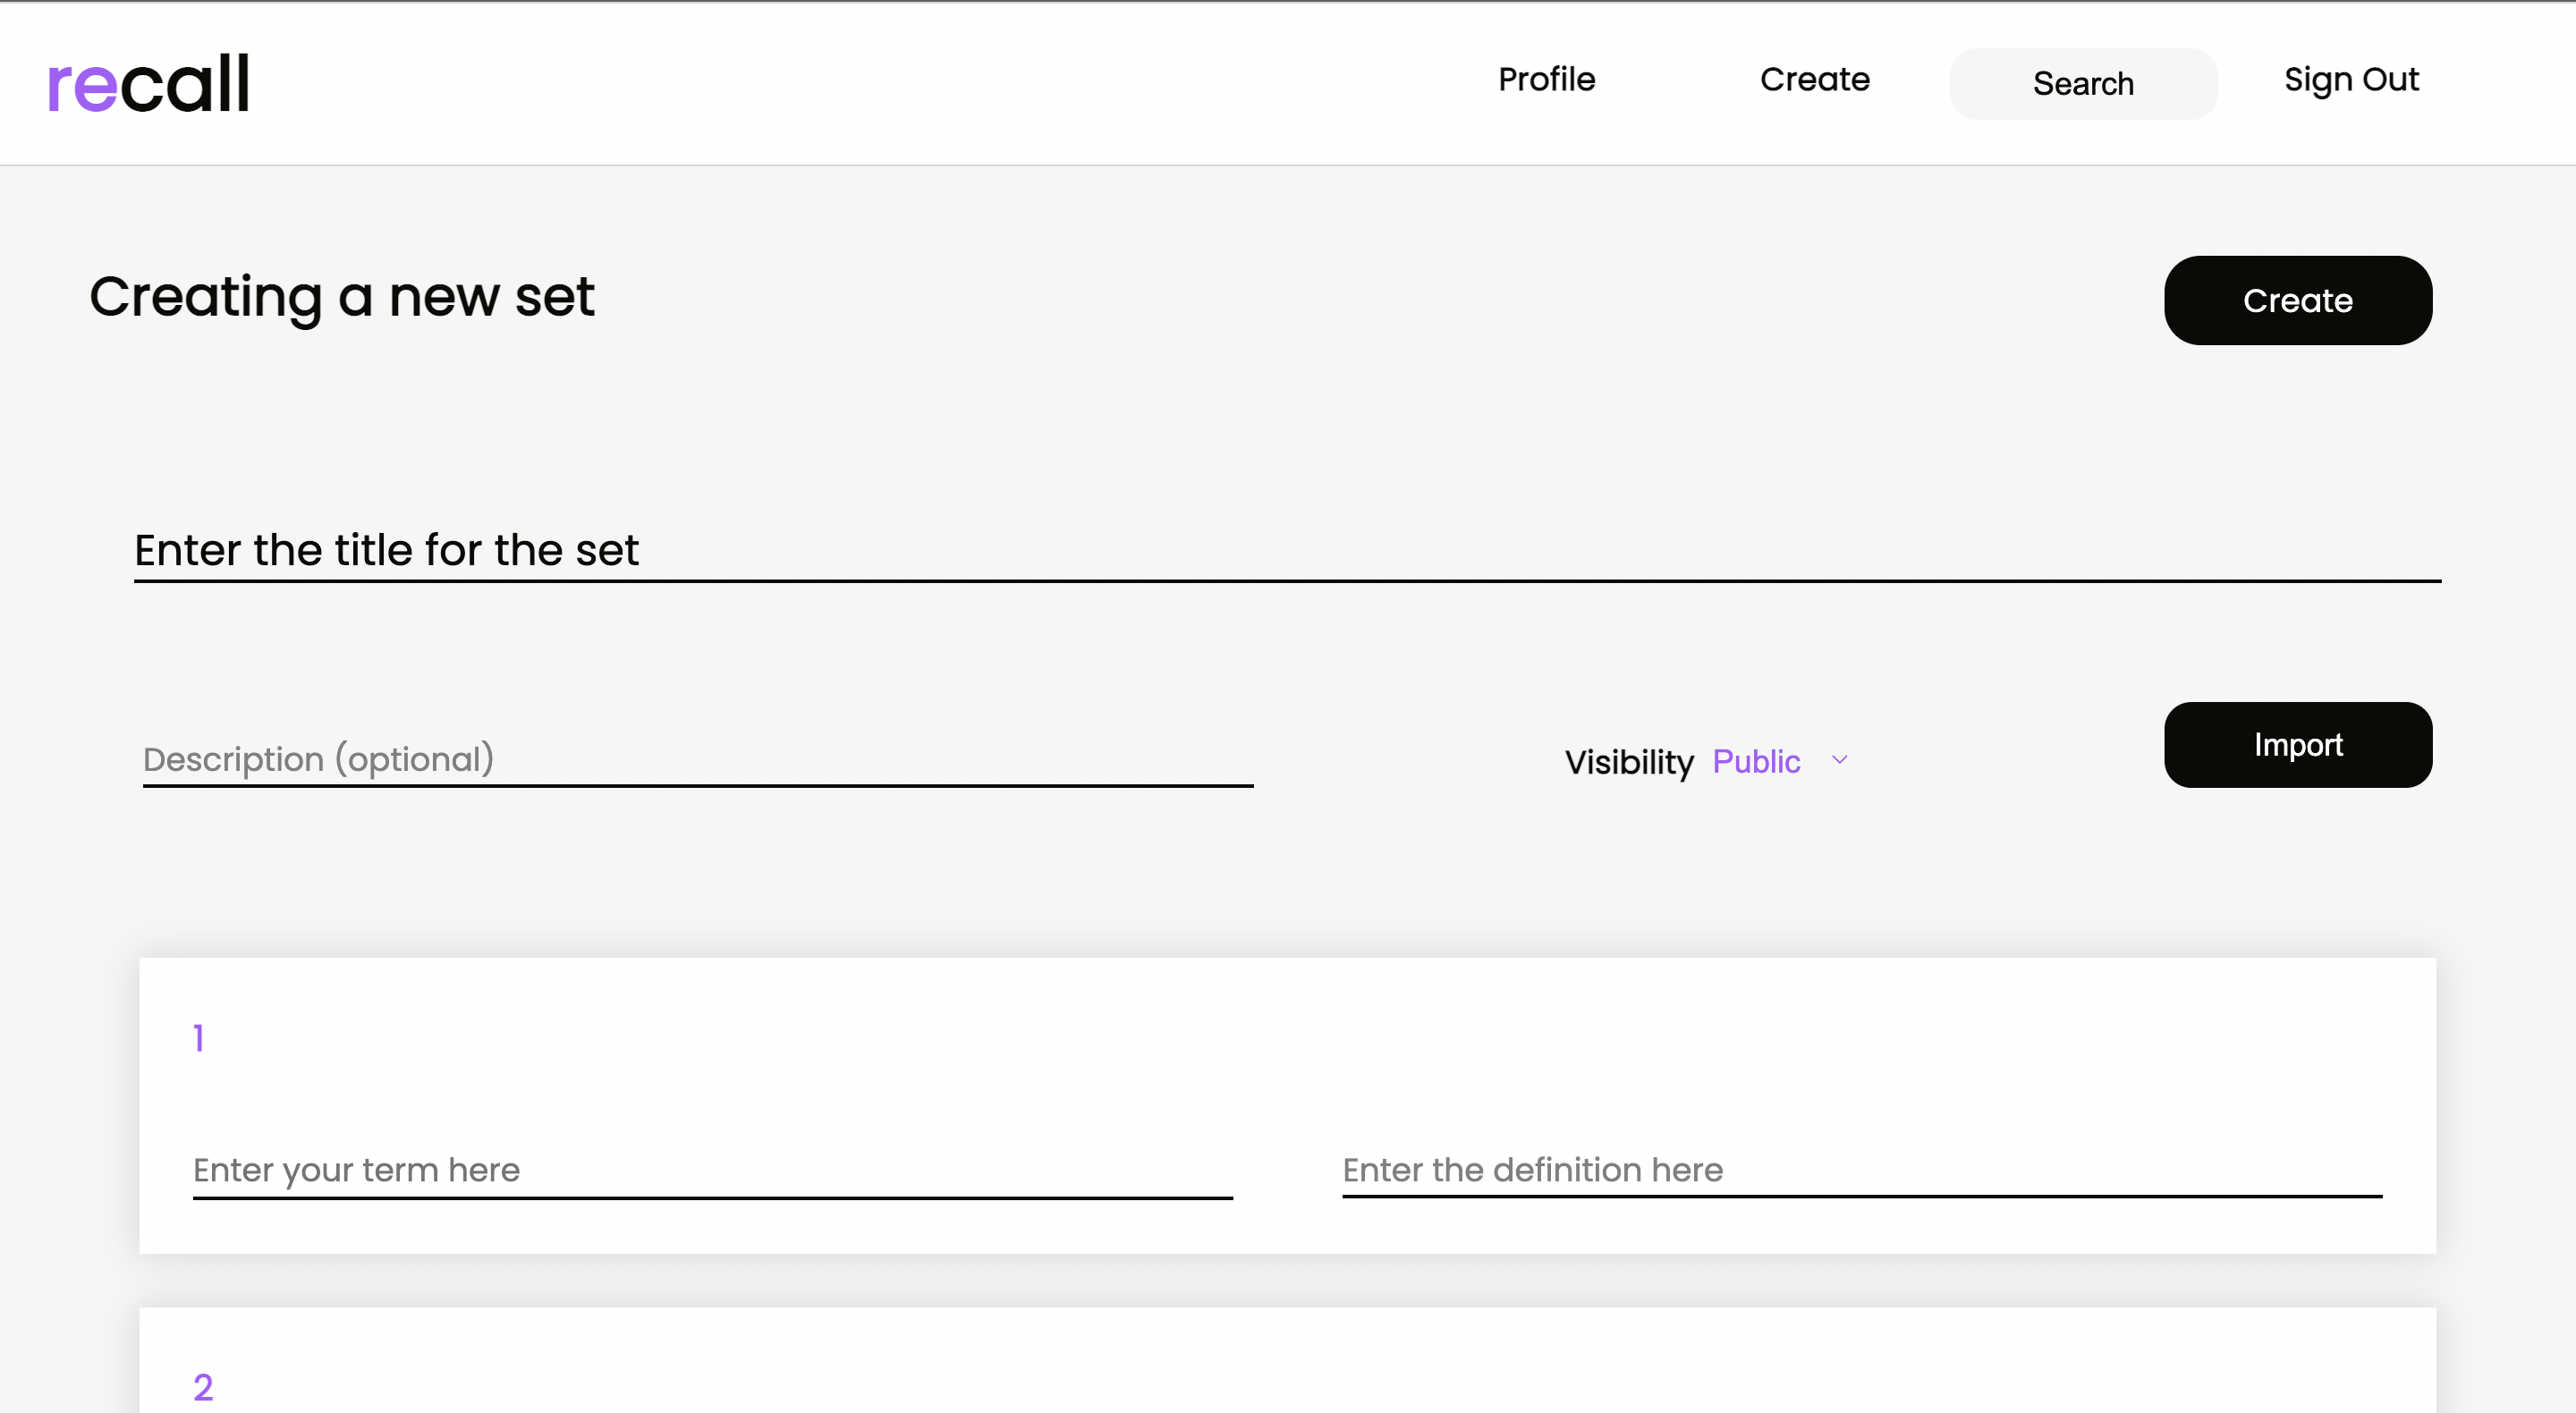 recall
Profile Create Search Sign Out
Creating a new set
Create
Enter the title for the set
Description (optional)
Visibility Public
Import
1
Enter your term here
Enter the definition here
2